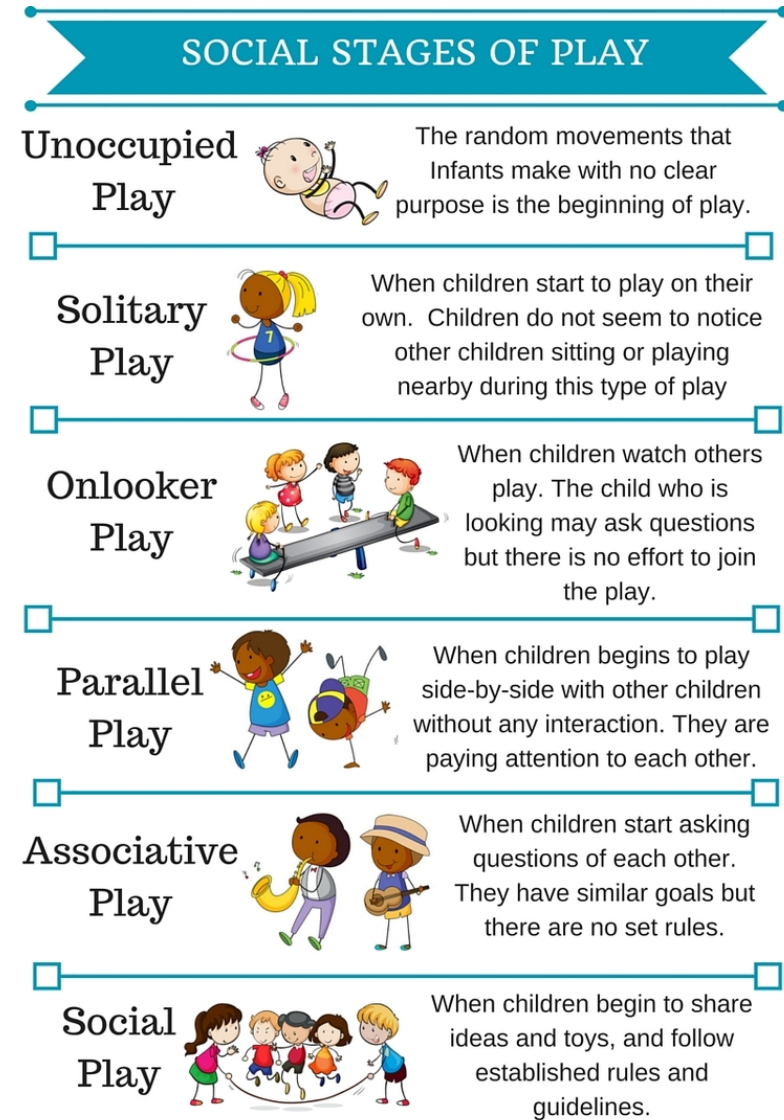 SOCIAL STAGES OF PLAY
Unoccupied
Play
The random movements that
Infants make with no clear
purpose is the beginning of play.
Solitary
Play
7
When children start to play on their
own.  Children do not seem to notice
other children sitting or playing
nearby during this type of play
Onlooker
Play
When children watch others
play. The child who is
looking may ask questions
but there is no effort to join
the play.
Parallel
Play
When children begins to play
side-by-side with other children
without any interaction. They are
paying attention to each other.
Associative
Play
When children start asking
questions of each other.
They have similar goals but
there are no set rules.
Social
Play
When children begin to share
ideas and toys, and follow
established rules and
guidelines.